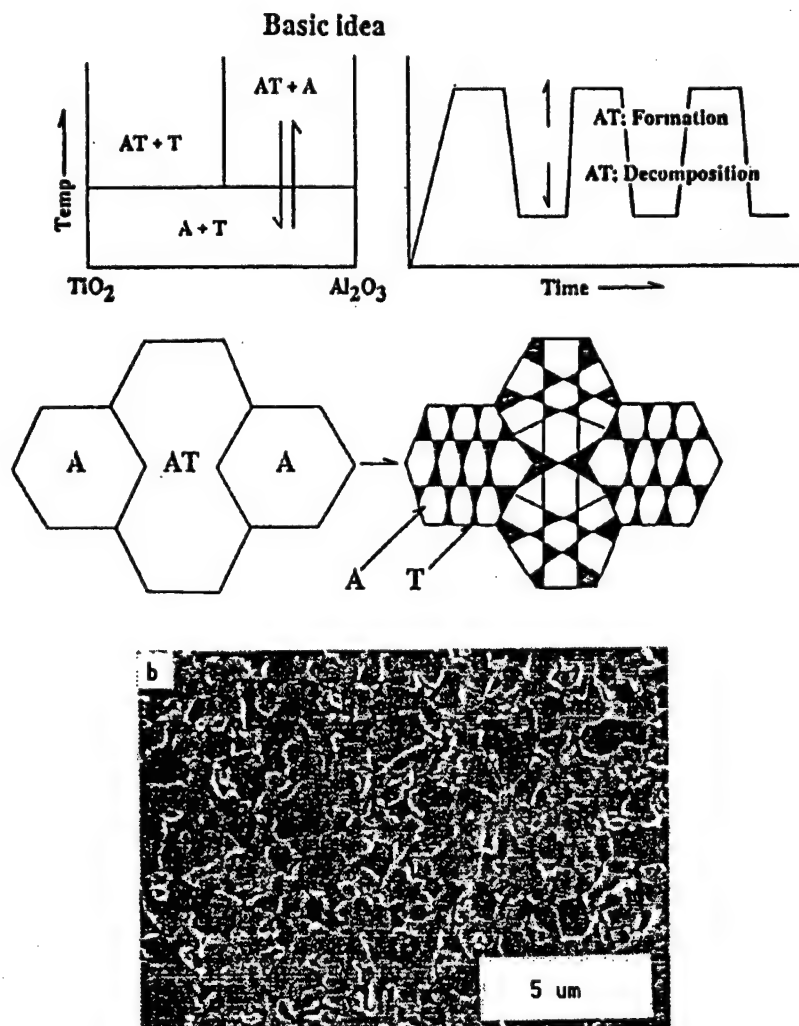 Basic idea
AT + A
AT + T
A + T
Temp
TiO2
Al2O3
AT: Formation
AT: Decomposition
Time
A
AT
A
A
T
b
5 um